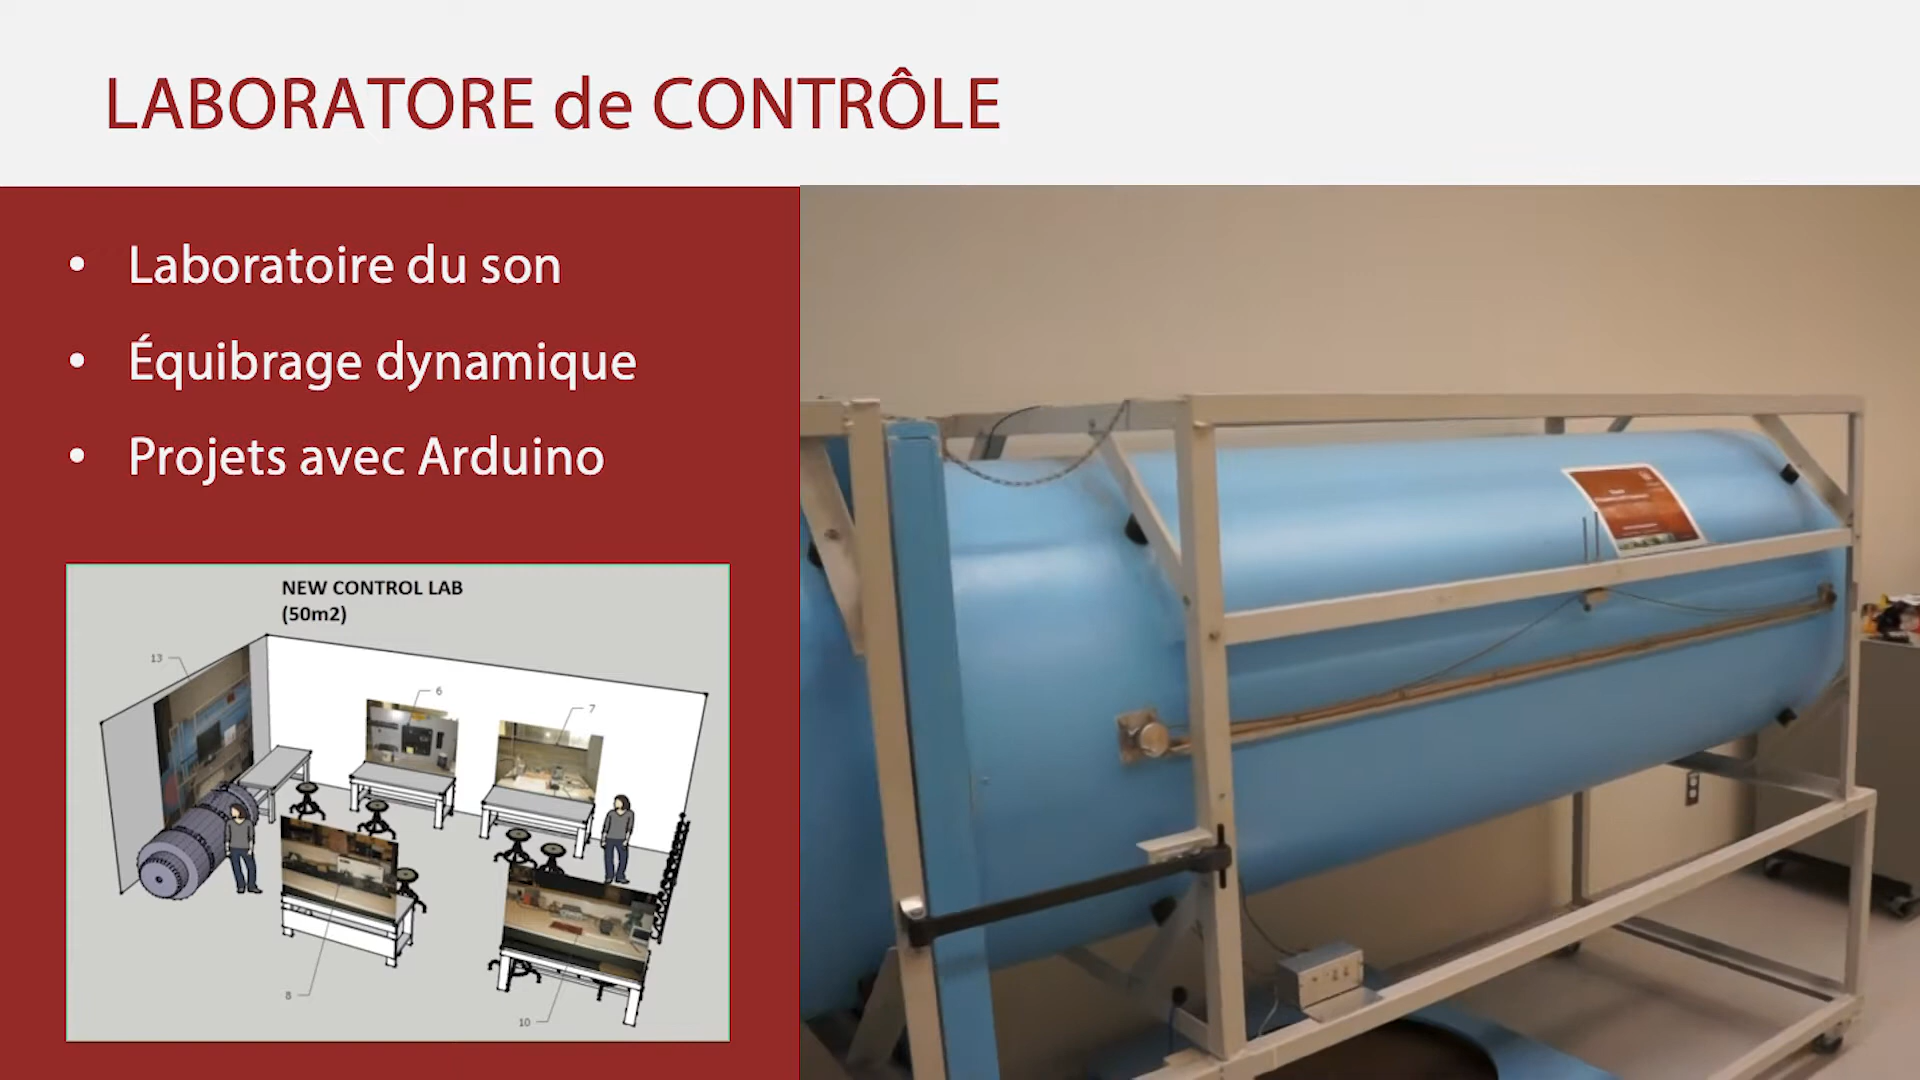 LABORATORE de CONTRÔLE
• Laboratoire du son
• Équibrage dynamique
• Projets avec Arduino
NEW CONTROL LAB
(50m2)
13
6
7
8
10